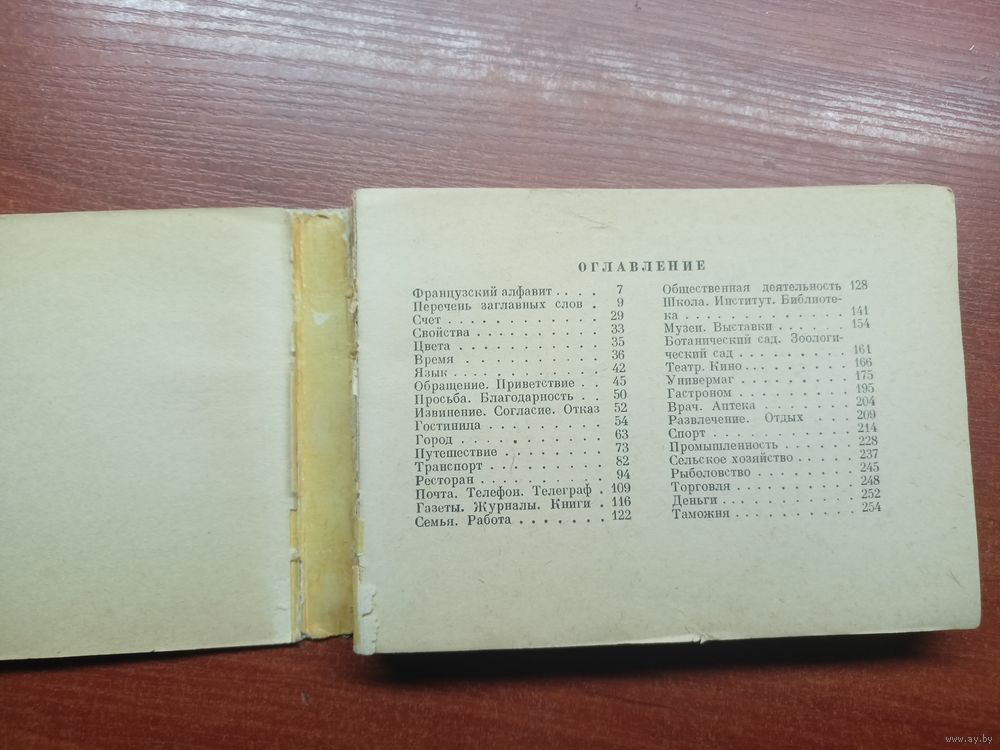 ОГЛАВЛЕНИЕ
Французский алфавит . . . . 7
Перечень заглавных слов . 9
Счет . . . . . . . . . . . 29
Свойства . . . . . . . . . 33
Цвета . . . . . . . . . . . 35
Время . . . . . . . . . . . 36
Язык . . . . . . . . . . . 42
Обращение. Приветствие . . 45
Просьба. Благодарность . . 50
Извинение. Согласие. Отказ 52
Гостиница . . . . . . . . . 54
Город . . . . . . . . . . . 63
Путешествие . . . . . . . . 73
Транспорт . . . . . . . . . 82
Ресторан . . . . . . . . . 94
Почта. Телефон. Телеграф . 109
Газеты. Журналы. Книги . 116
Семья. Работа . . . . . . . 122
Общественная деятельность 128
Школа. Институт. Библиоте-
ка . . . . . . . . . . . . 141
Музеи. Выставки . . . . . . 154
Ботанический сад. Зоологи-
ческий сад . . . . . . . . 161
Театр. Кино . . . . . . . . 166
Универмаг . . . . . . . . . 175
Гастроном . . . . . . . . . 195
Врач. Аптека . . . . . . . 204
Развлечение. Отдых . . . 209
Спорт . . . . . . . . . . . 214
Промышленность . . . . . . 228
Сельское хозяйство . . . . 237
Рыболовство . . . . . . . . 245
Торговля . . . . . . . . . 248
Деньги . . . . . . . . . . 252
Таможня . . . . . . . . . . 254
www.ay.by